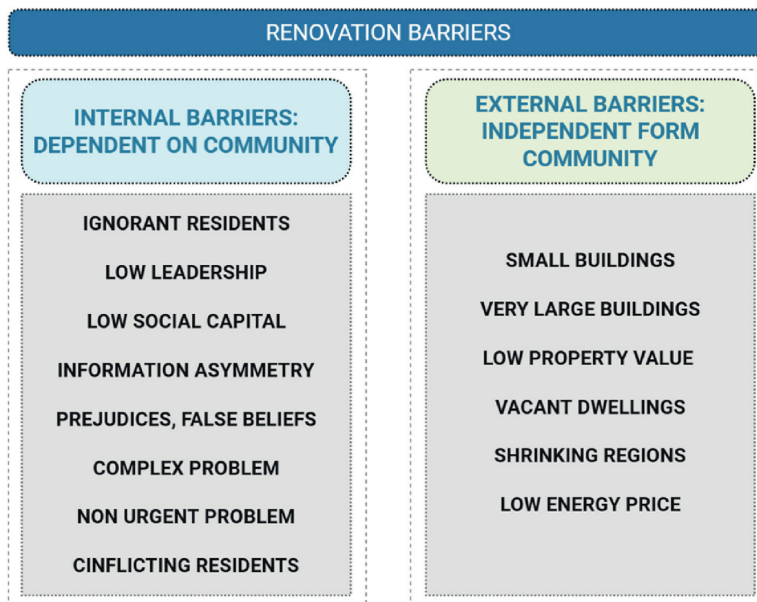 RENOVATION BARRIERS
INTERNAL BARRIERS:
DEPENDENT ON COMMUNITY
IGNORANT RESIDENTS
LOW LEADERSHIP
LOW SOCIAL CAPITAL
INFORMATION ASYMMETRY
PREJUDICES, FALSE BELIEFS
COMPLEX PROBLEM
NON URGENT PROBLEM
CINFLICTING RESIDENTS
EXTERNAL BARRIERS:
INDEPENDENT FORM
COMMUNITY
SMALL BUILDINGS
VERY LARGE BUILDINGS
LOW PROPERTY VALUE
VACANT DWELLINGS
SHRINKING REGIONS
LOW ENERGY PRICE